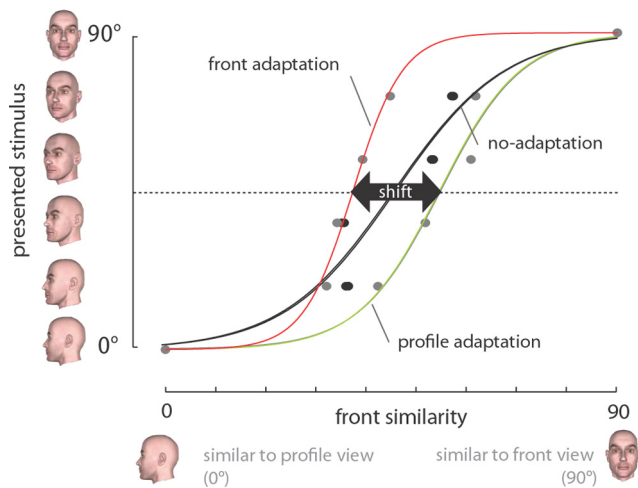 90°
front adaptation
no-adaptation
presented stimulus
shift
profile adaptation
0°
0
front similarity
90
similar to profile view
(0°)
similar to front view
(90°)